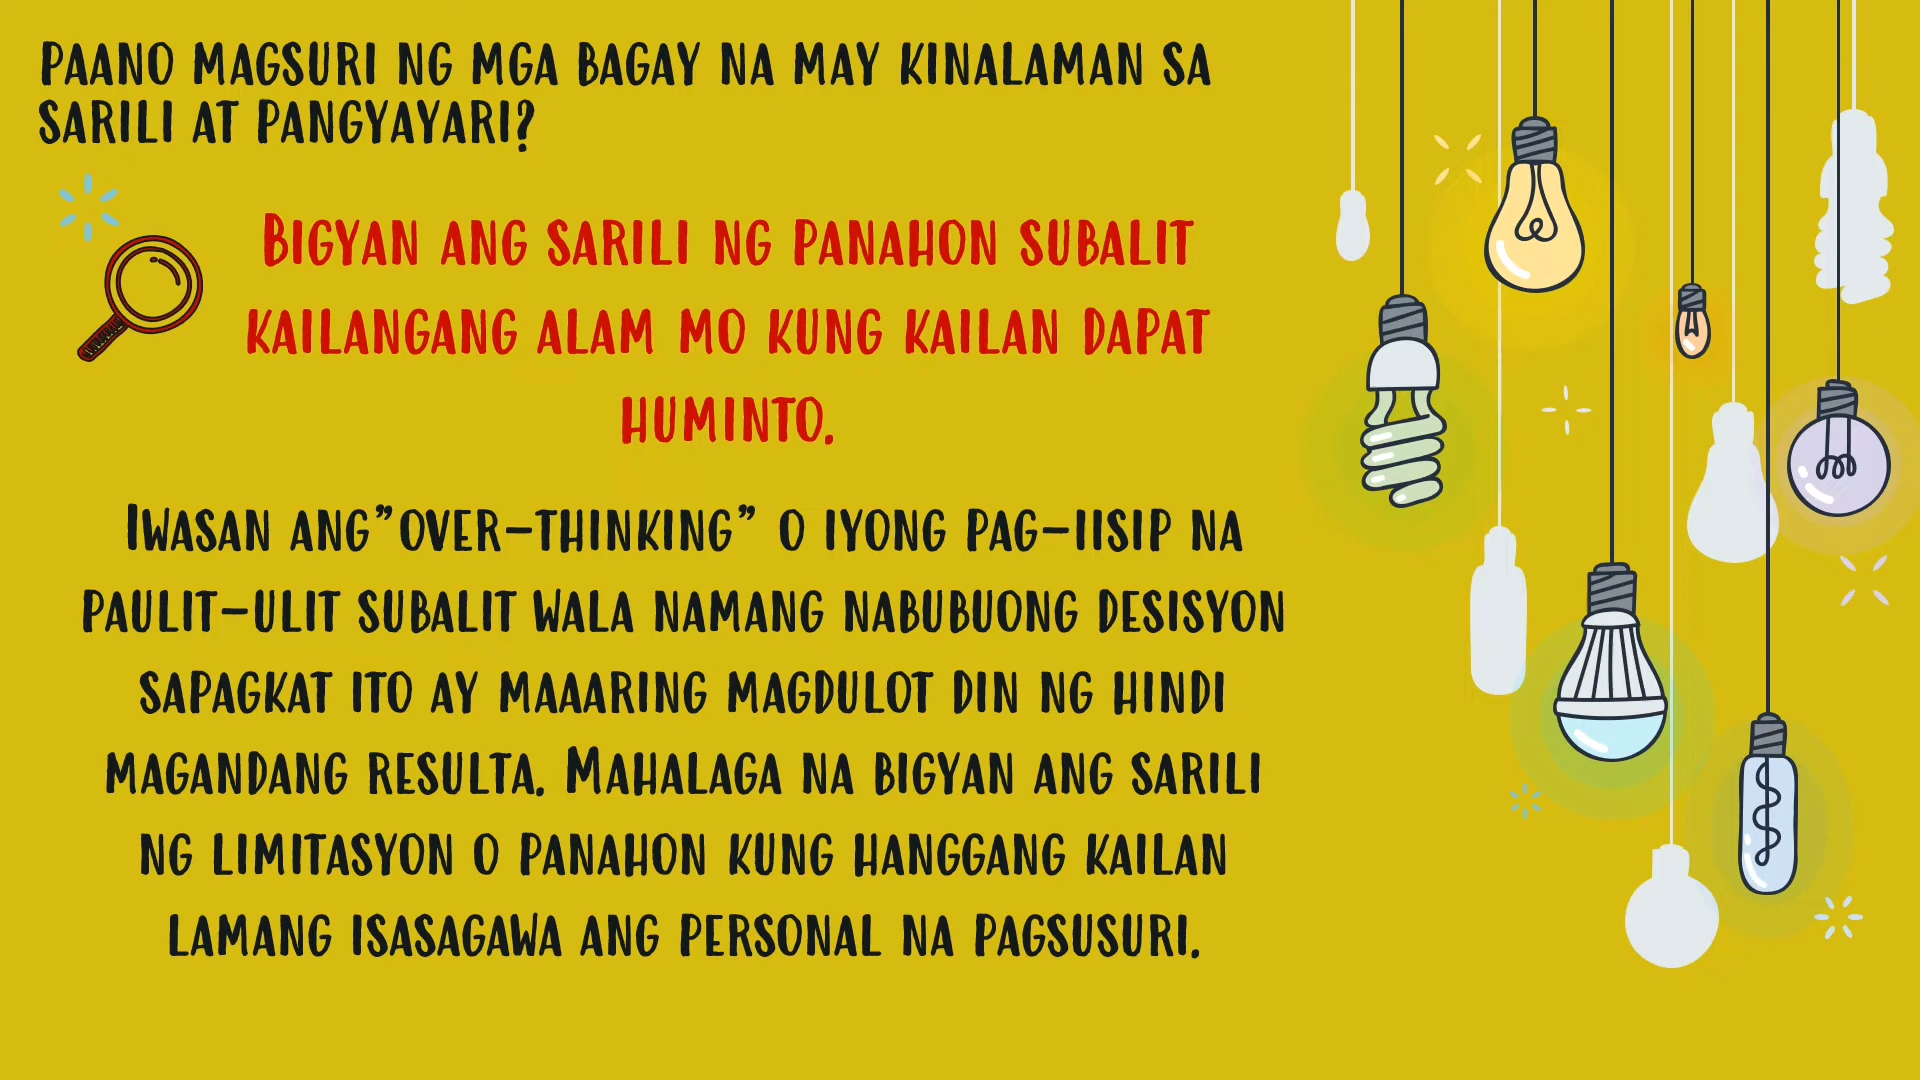 PAANO MAGSURI NG MGA BAGAY NA MAY KINALAMAN SA
SARILI AT PANGYAYARI?
BIGYAN ANG SARILI NG PANAHON SUBALIT
KAILANGANG ALAM MO KUNG KAILAN DAPAT
HUMINTO.
IWASAN ANG"OVER-THINKING" O IYONG PAG-IISIP NA
PAULIT-ULIT SUBALIT WALA NAMANG NABUBUONG DESISYON
SAPAGKAT ITO AY MAAARING MAGDULOT DIN NG HINDI
MAGANDANG RESULTA. MAHALAGA NA BIGYAN ANG SARILI
NG LIMITASYON O PANAHON KUNG HANGGANG KAILAN
LAMANG ISASAGAWA ANG PERSONAL NA PAGSUSURI.